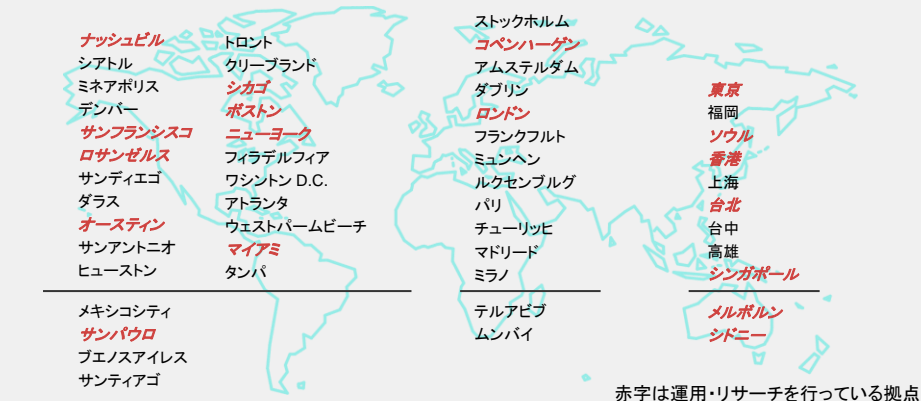 ナッシュビル
シアトル
ミネアポリス
デンバー
サンフランシスコ
ロサンゼルス
サンディエゴ
ダラス
オースティン
サンアントニオ
ヒューストン
トロント
クリーブランド
シカゴ
ボストン
ニューヨーク
フィラデルフィア
ワシントン D.C.
アトランタ
ウェストパームビーチ
マイアミ
タンパ
メキシコシティ
サンパウロ
ブエノスアイレス
サンティアゴ
ストックホルム
コペンハーゲン
アムステルダム
ダブリン
ロンドン
フランクフルト
ミュンヘン
ルクセンブルグ
パリ
チューリッヒ
マドリード
ミラノ
テルアビブ
ムンバイ
東京
福岡
ソウル
香港
上海
台北
台中
高雄
シンガポール
メルボルン
シドニー
赤字は運用・リサーチを行っている拠点